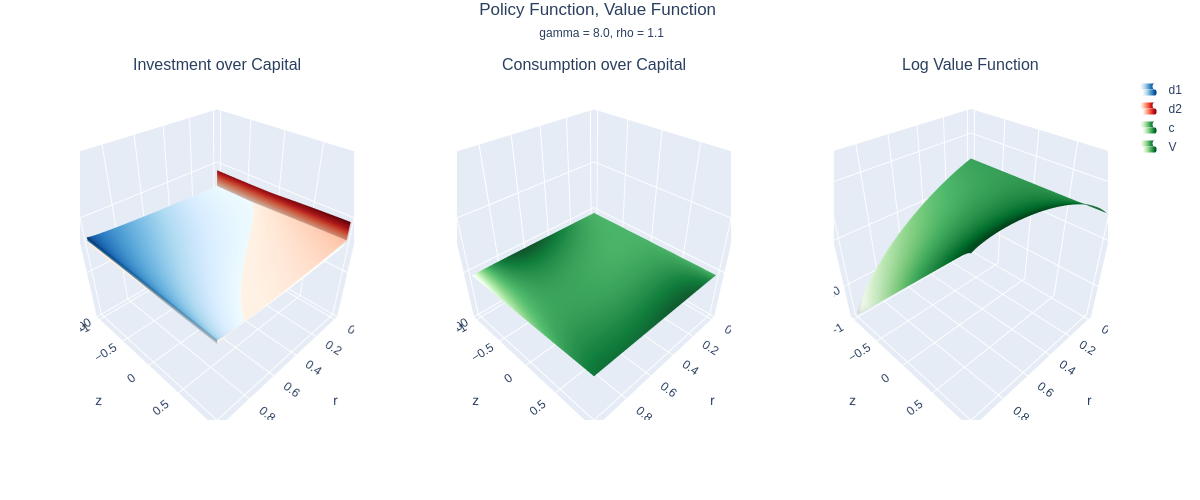 Policy Function, Value Function
gamma = 8.0, rho = 1.1
Investment over Capital
Consumption over Capital
Log Value Function
d1
d2
c
V
−0.5
0
0.5
z
0
0.2
0.4
0.6
0.8
r
−0.5
0
0.5
z
0
0.2
0.4
0.6
0.8
r
0
−1
−0.5
0
0.5
z
0
0.2
0.4
0.6
0.8
r